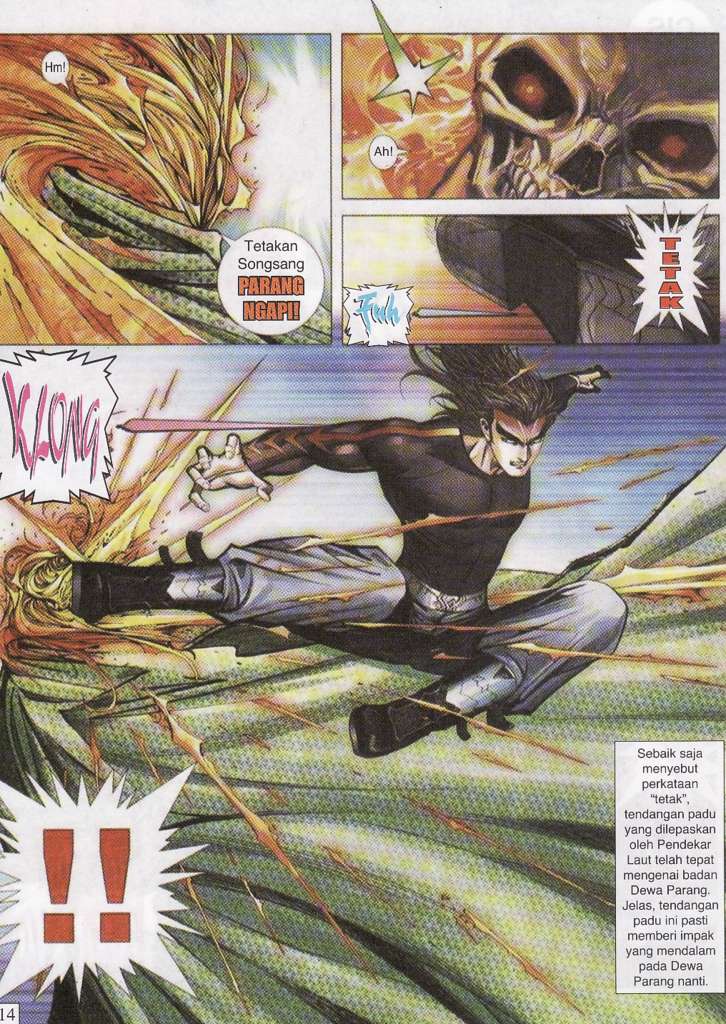 Hm!
Tetakan
Songsang
PARANG
NGAPI!
Ah!
TETAK
Fuh
KLONG
!!
Sebaik saja
menyebut
perkataan
"tetak",
tendangan padu
yang dilepaskan
oleh Pendekar
Laut telah tepat
mengenai badan
Dewa Parang.
Jelas, tendangan
padu ini pasti
memberi impak
yang mendalam
pada Dewa
Parang nanti.
14